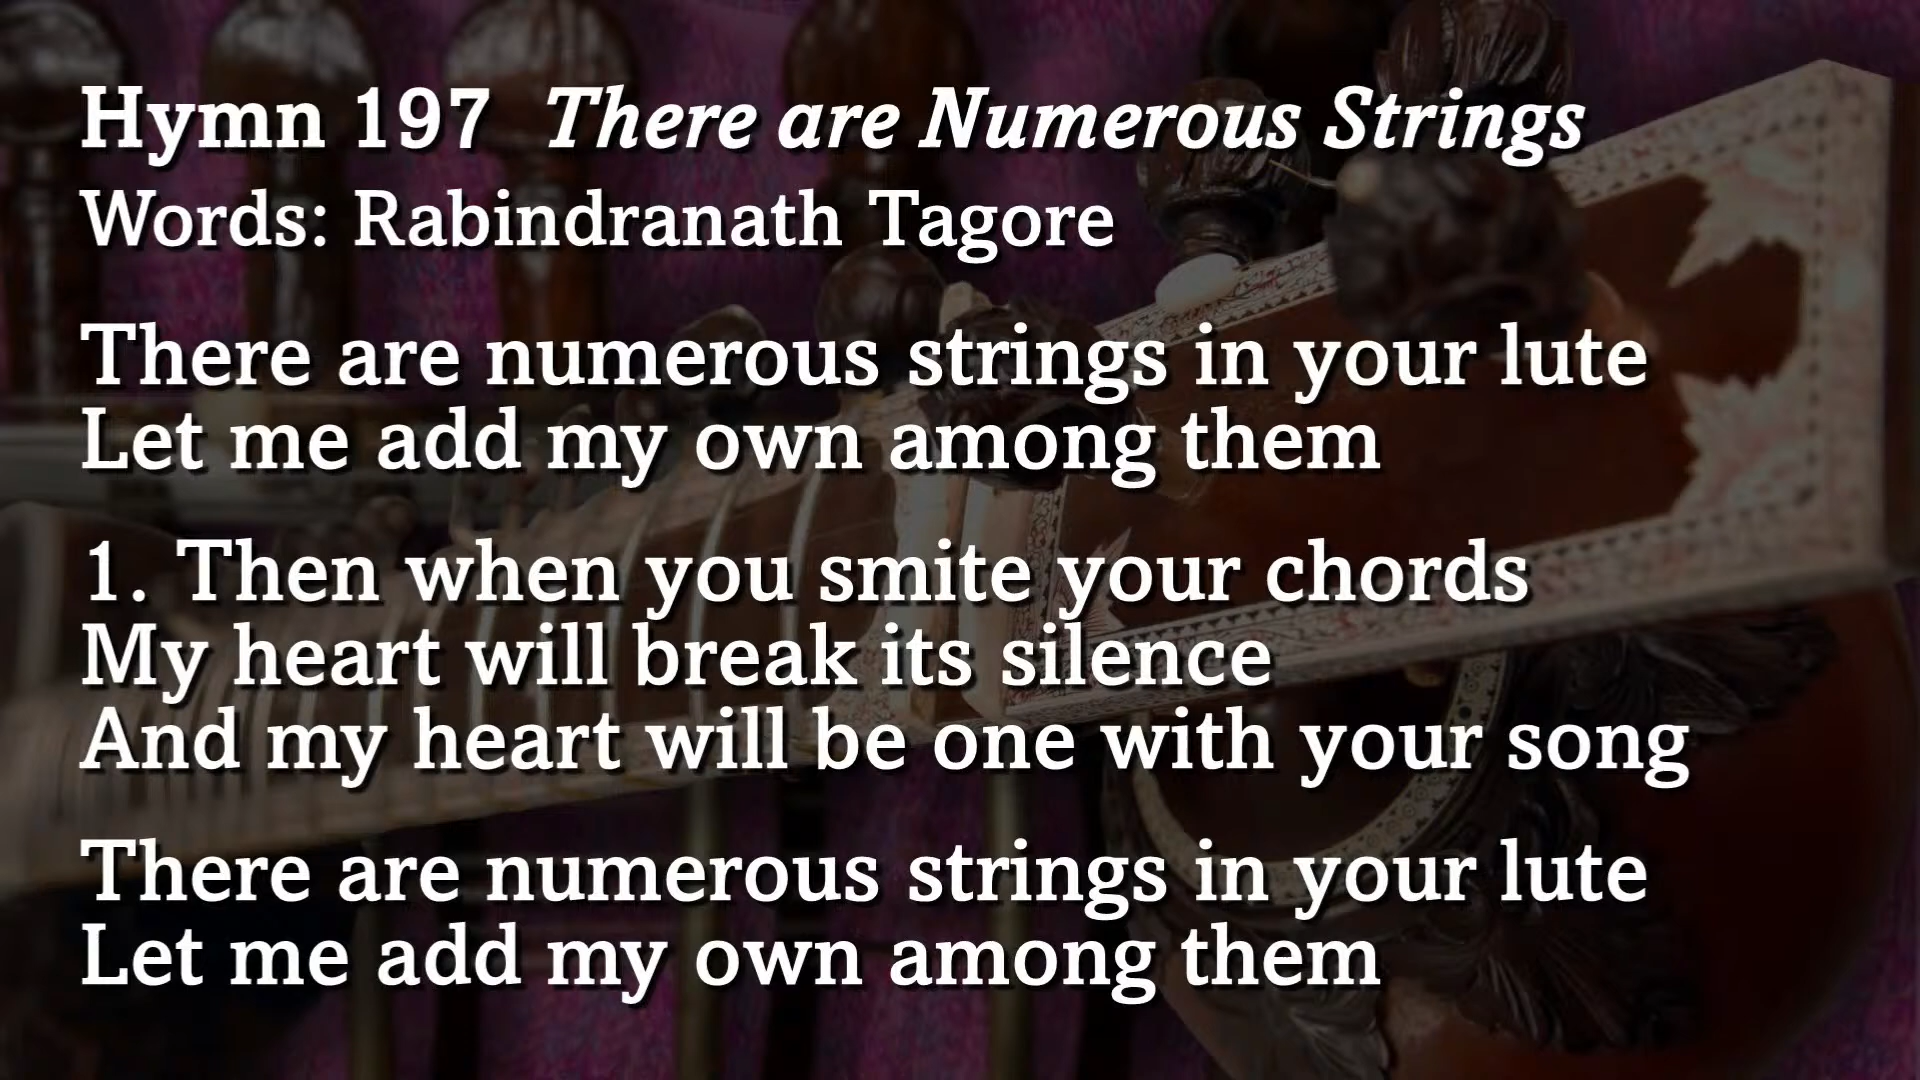 Hymn 197 There are Numerous Strings
Words: Rabindranath Tagore
There are numerous strings in your lute
Let me add my own among them
1. Then when you smite your chords
My heart will break its silence
And my heart will be one with your song
There are numerous strings in your lute
Let me add my own among them